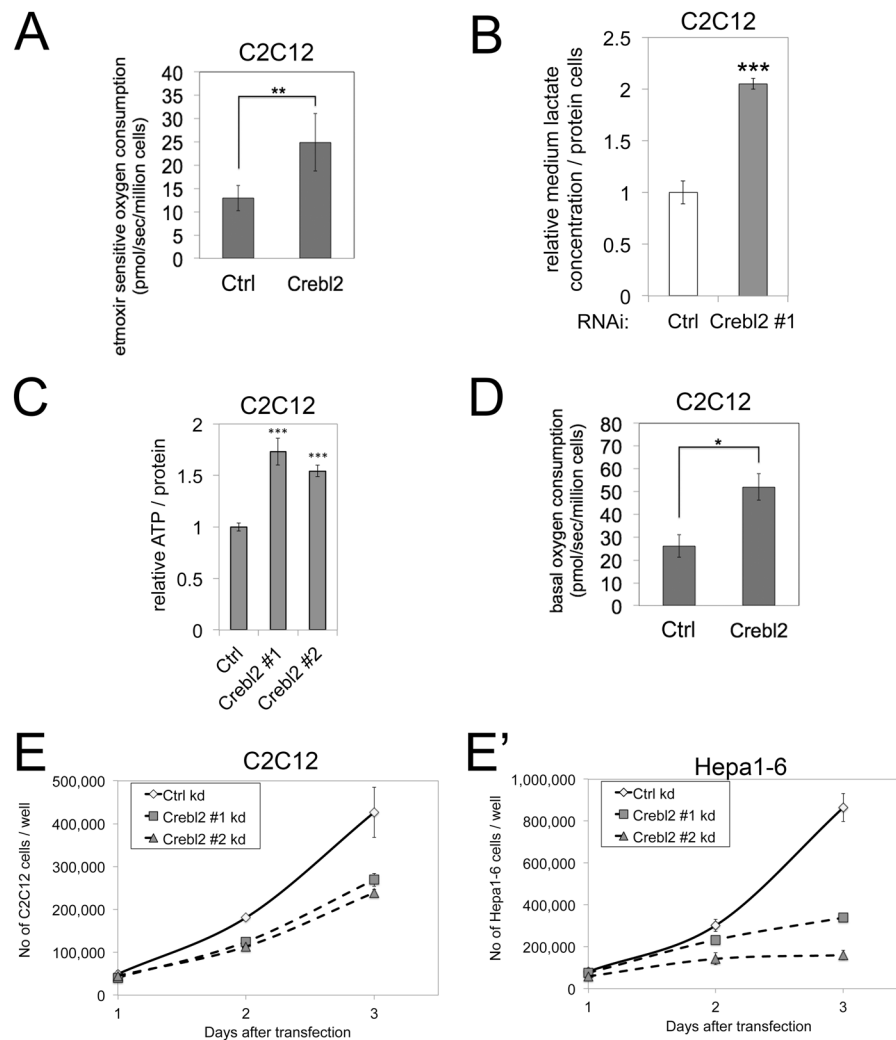 A
C2C12
etmoxir sensitive oxygen consumption
(pmol/sec/million cells)
40
35
30
25
20
15
10
5
0
**
Ctrl
Crebl2
B
C2C12
relative medium lactate
concentration / protein cells
2.5
2
1
0.5
0
***
RNAi:
Ctrl
Crebl2 #1
C
C2C12
relative ATP / protein
2
1.5
1
0.5
0
***
***
Ctrl
Crebl2 #1
Crebl2 #2
D
C2C12
basal oxygen consumption
(pmol/sec/million cells)
80
70
60
50
40
30
20
10
0
*
Ctrl
Crebl2
E
C2C12
No of C2C12 cells / well
500,000
400,000
300,000
200,000
100,000
0
Ctrl kd
Crebl2 #1 kd
Crebl2 #2 kd
1
2
3
Days after transfection
E'
Hepa1-6
No of Hepa1-6 cells / well
1,000,000
800,000
600,000
400,000
200,000
0
Ctrl kd
Crebl2 #1 kd
Crebl2 #2 kd
1
2
3
Days after transfection